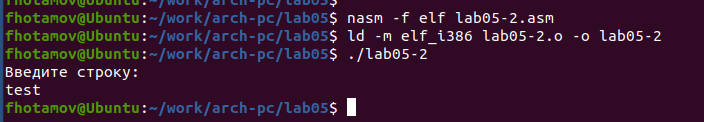 fhotamov@Ubuntu:~/work/arch-pc/lab05$ nasm -f elf lab05-2.asm
fhotamov@Ubuntu:~/work/arch-pc/lab05$ ld -m elf_i386 lab05-2.o -o lab05-2
fhotamov@Ubuntu:~/work/arch-pc/lab05$ ./lab05-2
Введите строку:
test
fhotamov@Ubuntu:~/work/arch-pc/lab05$